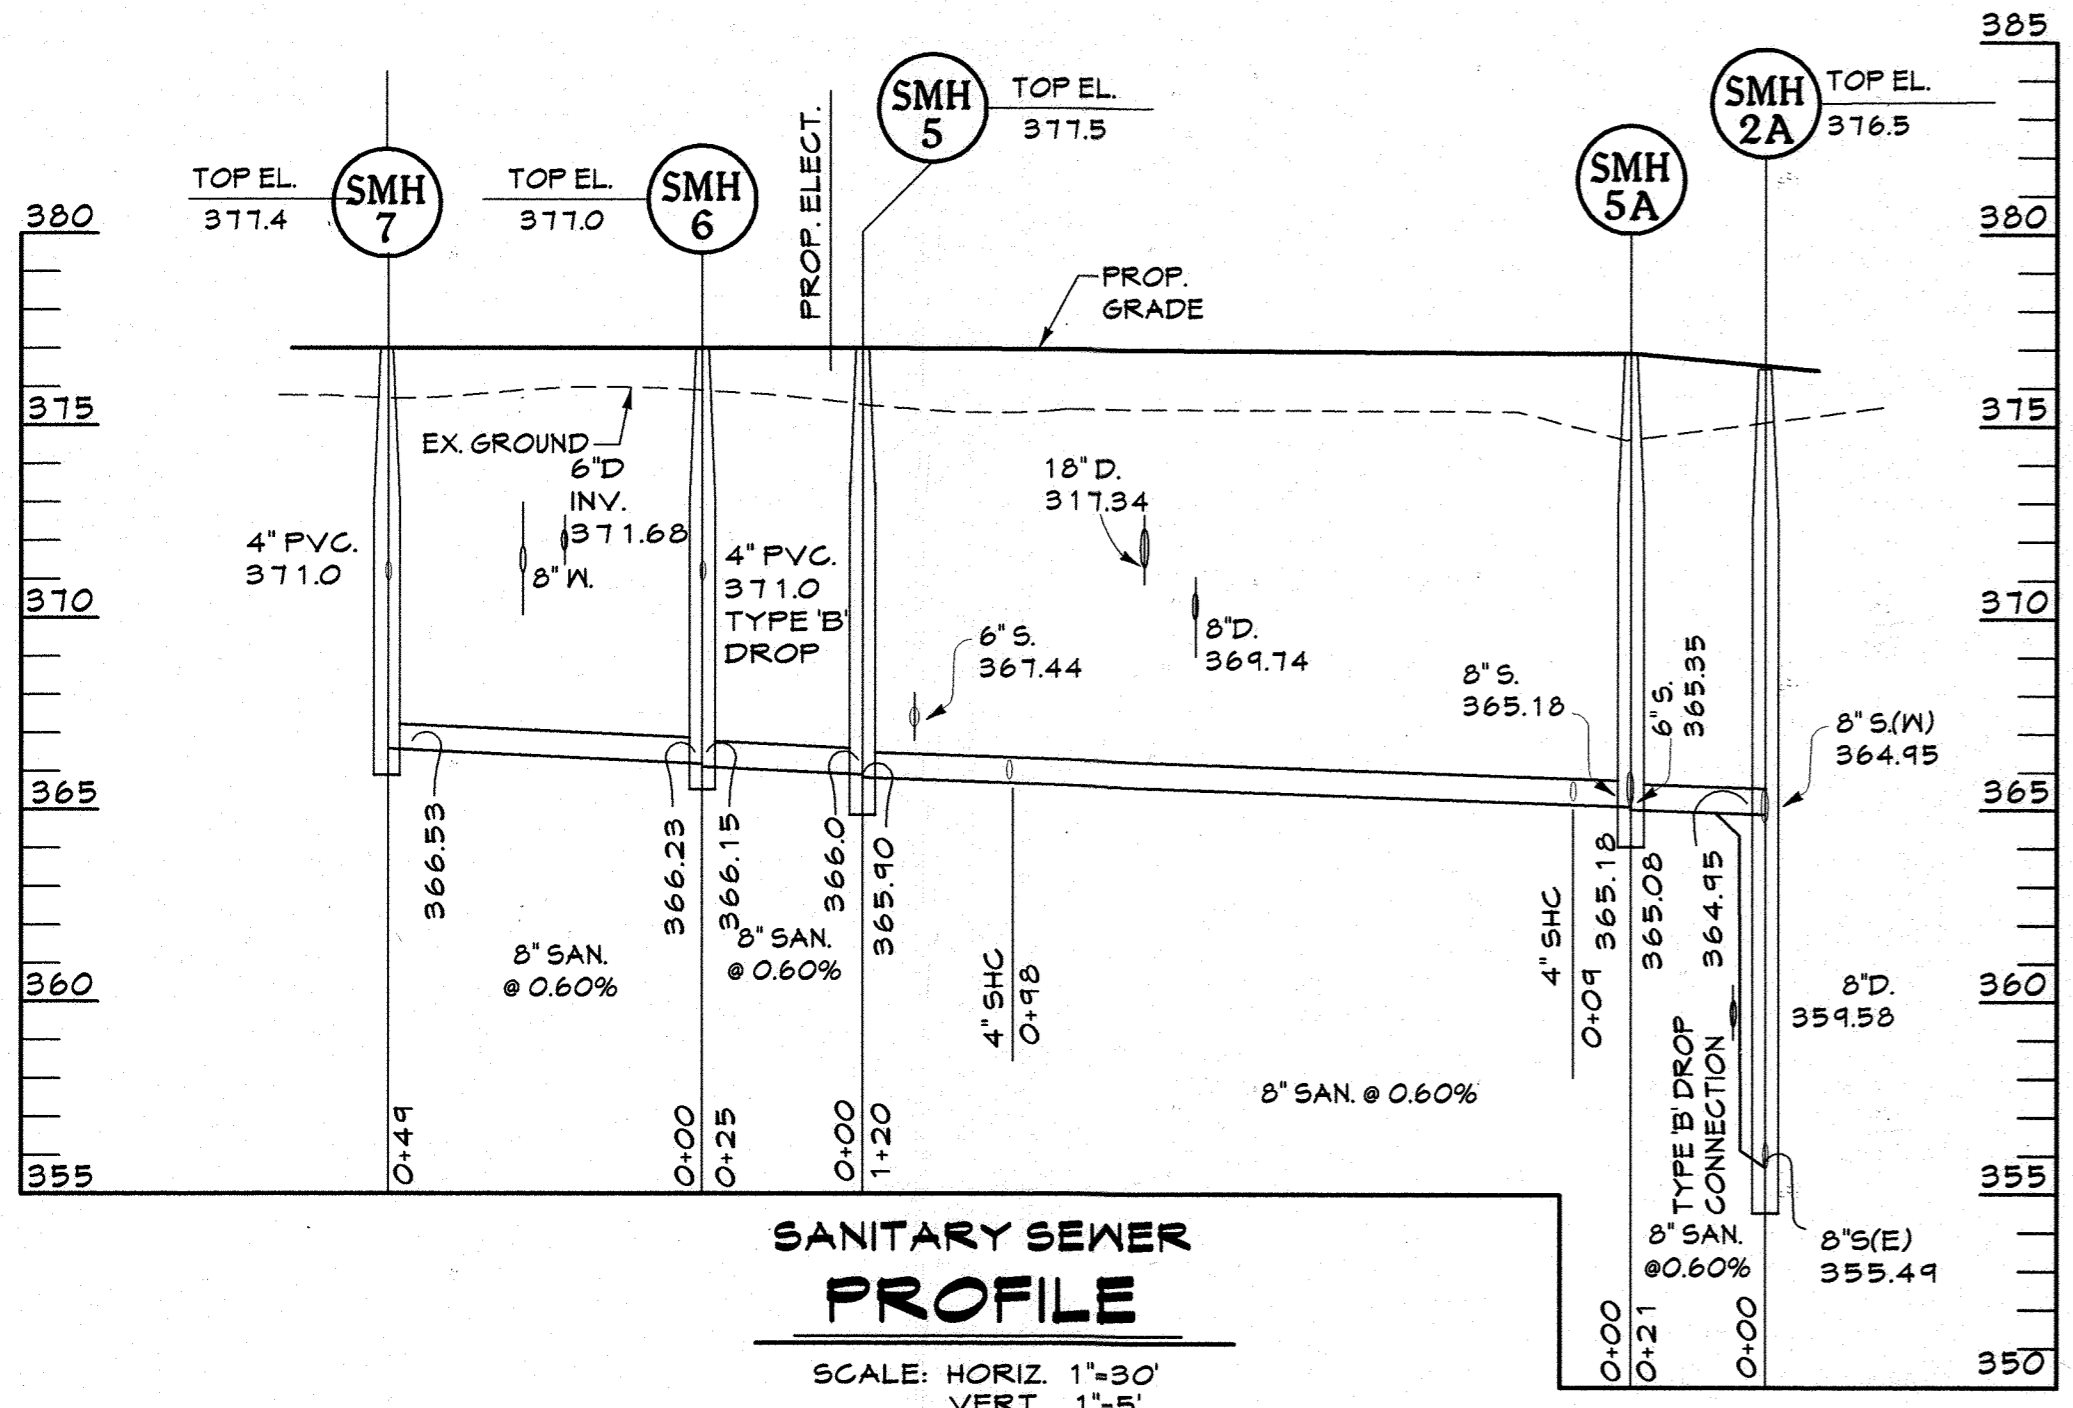 385
SMH
5
TOP EL.
377.5
SMH
2A
TOP EL.
376.5
PROP. ELECT.
TOP EL.
377.4
SMH
7
TOP EL.
377.0
SMH
6
SMH
5A
380
380
PROP.
GRADE
375
375
EX. GROUND
6"D
INV.
371.68
18" D.
317.34
4" PVC.
371.0
8" W.
4" PVC.
371.0
TYPE 'B'
DROP
370
370
6" S.
367.44
8"D.
369.74
8" S.
365.18
6" S.
365.35
8" S.(W)
364.95
365
365
366.53
366.23
366.15
366.0
365.90
365.18
365.08
364.95
8" SAN.
@ 0.60%
8" SAN.
@ 0.60%
4" SHC
0+98
4" SHC
0+09
360
360
8"D.
359.58
TYPE 'B' DROP
CONNECTION
8" SAN. @ 0.60%
0+49
0+00
0+25
0+00
1+20
355
355
SANITARY SEWER
PROFILE
8" SAN.
@0.60%
8"S(E)
355.49
0+00
0+21
0+00
350
SCALE: HORIZ. 1"=30'
VERT. 1"=5'